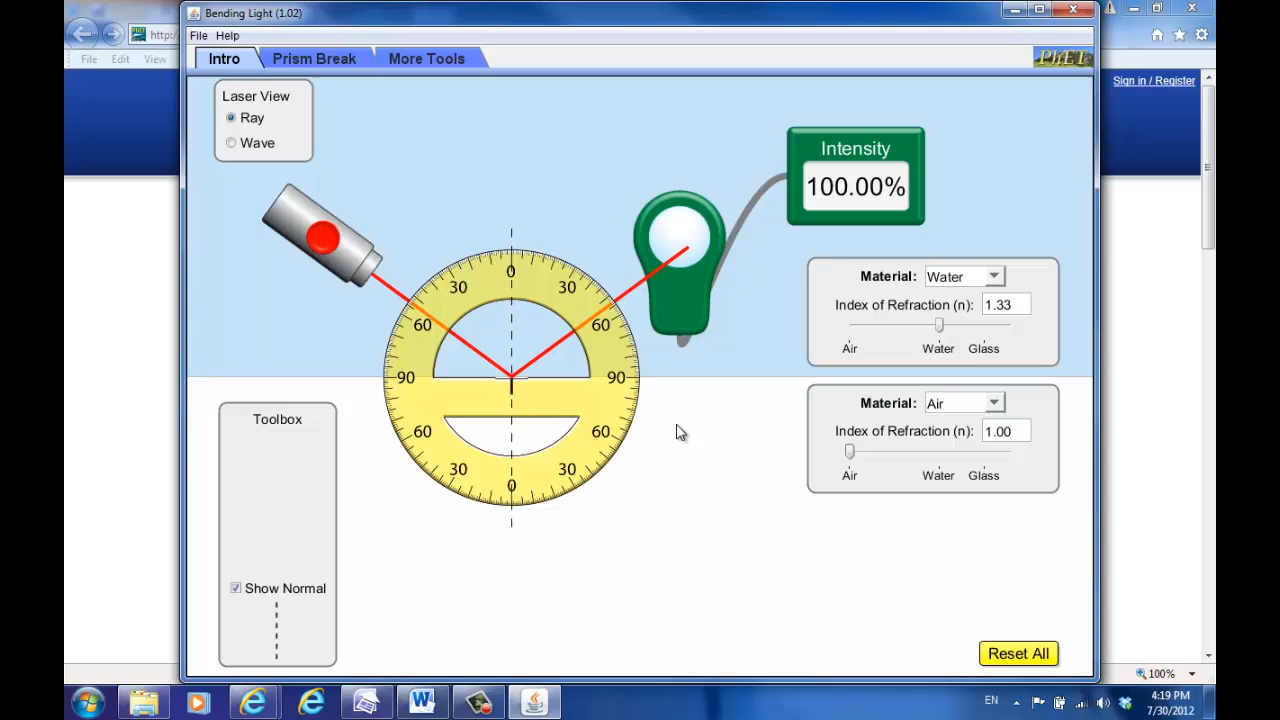 Bending Light (1.02)
http:/
File Edit View
File Help
Intro Prism Break More Tools
PhET
Sign in / Register
Laser View
Ray
Wave
Intensity
100.00%
Material: Water
Index of Refraction (n): 1.33
Air Water Glass
Material: Air
Index of Refraction (n): 1.00
Air Water Glass
0
30 30
60 60
90 90
60 60
30 30
0
Toolbox
Show Normal
Reset All
100%
EN
4:19 PM
7/30/2012